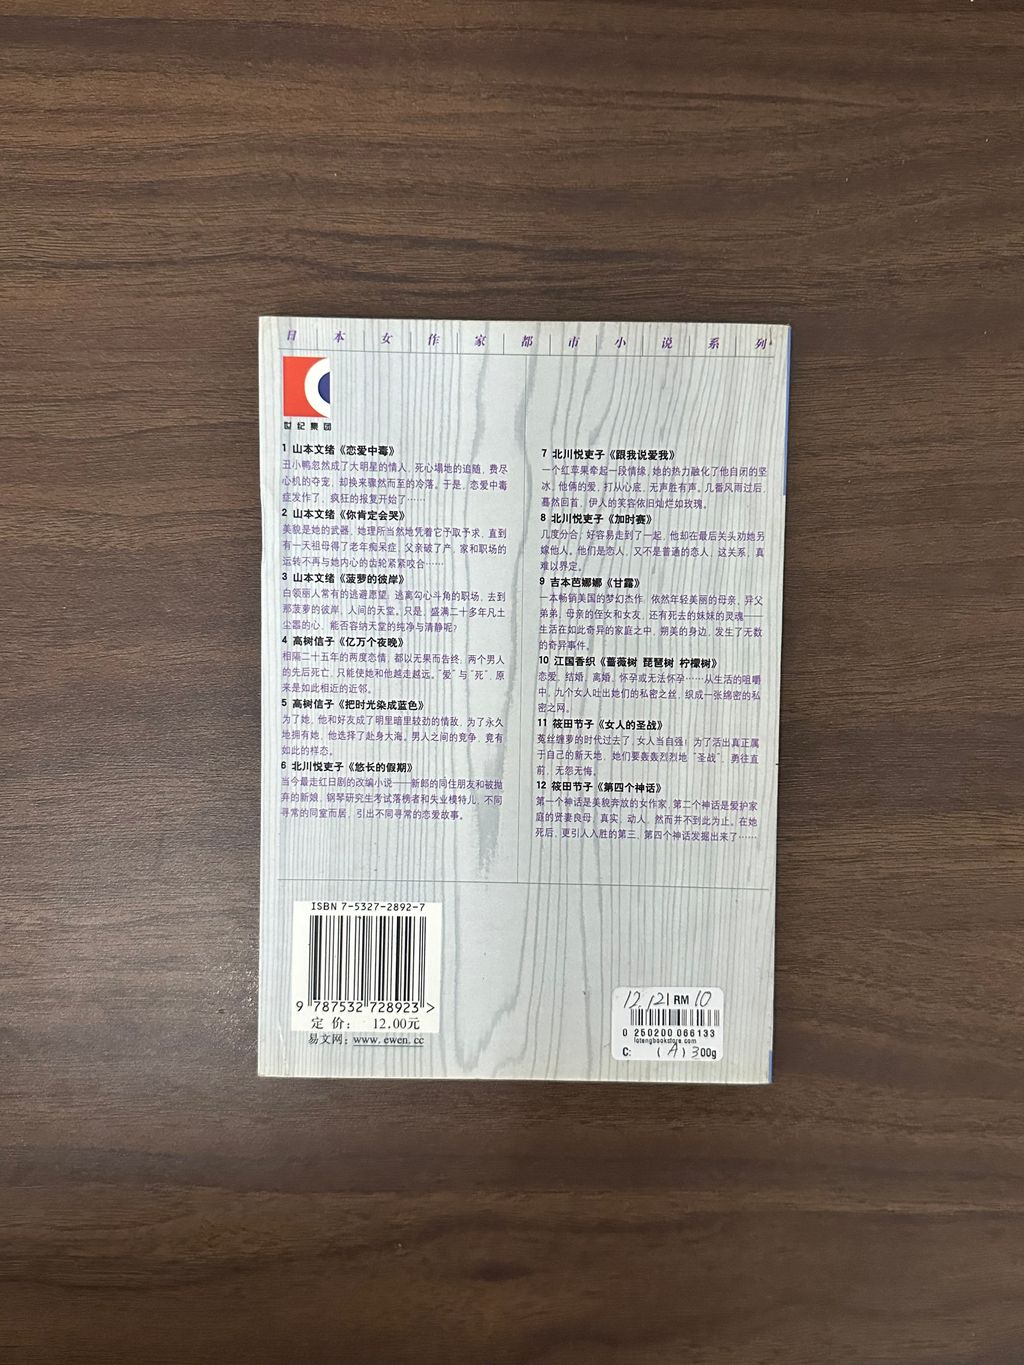 日本女作家都市小说系列
世纪集团
1 山本文绪《恋爱中毒》
丑小鸭忽然成了大明星的情人，死心塌地的追随，费尽
心机的夺宠，却换来骤然而至的冷落。于是，恋爱中毒
症发作了，疯狂的报复开始了……
2 山本文绪《你肯定会哭》
美貌是她的武器，她理所当然地凭着它予取予求，直到
有一天祖母得了老年痴呆症，父亲破了产，家和职场的
运转不再与她内心的齿轮紧紧咬合……
3 山本文绪《菠萝的彼岸》
白领丽人常有的逃避愿望，逃离勾心斗角的职场，去到
那菠萝的彼岸，人间的天堂。只是，盛满二十多年凡土
尘嚣的心，能否容纳天堂的纯净与清静呢？
4 高树信子《亿万个夜晚》
相隔二十五年的两度恋情，都以无果而告终，两个男人
的先后死亡，只能使她和他越走越远。“爱”与“死”，原
来是如此相近的近邻。
5 高树信子《把时光染成蓝色》
为了她，他和好友成了明里暗里较劲的情敌，为了永久
地拥有她，他选择了赴身大海。男人之间的竞争，竟有
如此的样态。
6 北川悦吏子《悠长的假期》
当今最走红日剧的改编小说——新郎的同住朋友和被抛
弃的新娘，钢琴研究生考试落榜者和失业模特儿，不同
寻常的同室而居，引出不同寻常的恋爱故事。
7 北川悦吏子《跟我说爱我》
一个红苹果牵起一段情缘，她的热力融化了他自闭的坚
冰，他俩的爱，打从心底，无声胜有声。几番风雨过后，
蓦然回首，伊人的笑容依旧灿烂如玫瑰。
8 北川悦吏子《加时赛》
几度分合，好容易走到了一起，他却在最后关头劝她另
嫁他人。他们是恋人，又不是普通的恋人，这关系，真
难以界定。
9 吉本芭娜娜《甘露》
一本畅销美国的梦幻杰作，依然年轻美丽的母亲，异父
弟弟，母亲的侄女和女友，还有死去的妹妹的灵魂——
生活在如此奇异的家庭之中，朔美的身边，发生了无数
的奇异事件。
10 江国香织《蔷薇树 琵琶树 柠檬树》
恋爱，结婚，离婚，怀孕或无法怀孕……从生活的咀嚼
中，九个女人吐出她们的私密之丝，织成一张绵密的私
密之网。
11 筱田节子《女人的圣战》
菟丝缠萝的时代过去了，女人当自强！为了活出真正属
于自己的新天地，她们要轰轰烈烈地“圣战”，勇往直
前，无怨无悔。
12 筱田节子《第四个神话》
第一个神话是美貌奔放的女作家，第二个神话是爱护家
庭的贤妻良母，真实，动人，然而并不到此为止。在她
死后，更引人入胜的第三、第四个神话发掘出来了……
ISBN 7-5327-2892-7
9 787532 728923 >
定 价： 12.00元
易文网：www.ewen.cc
12.12 | RM 10
0 250200 066133
lotengbookstore.com
C: (A) 300g